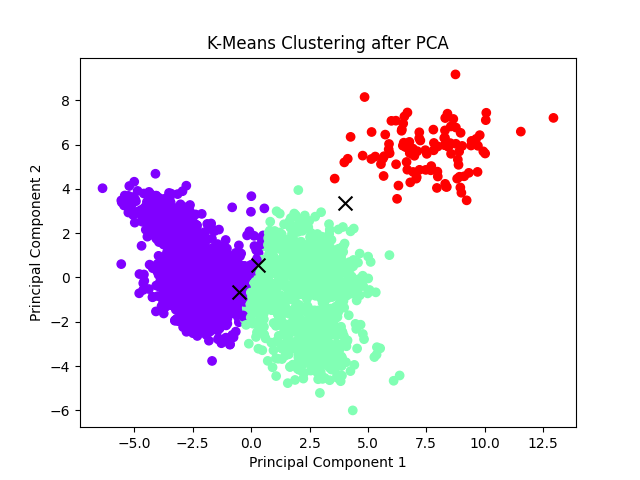 K-Means Clustering after PCA
8
6
4
2
0
−2
−4
−6
Principal Component 2
−5.0 −2.5 0.0 2.5 5.0 7.5 10.0 12.5
Principal Component 1